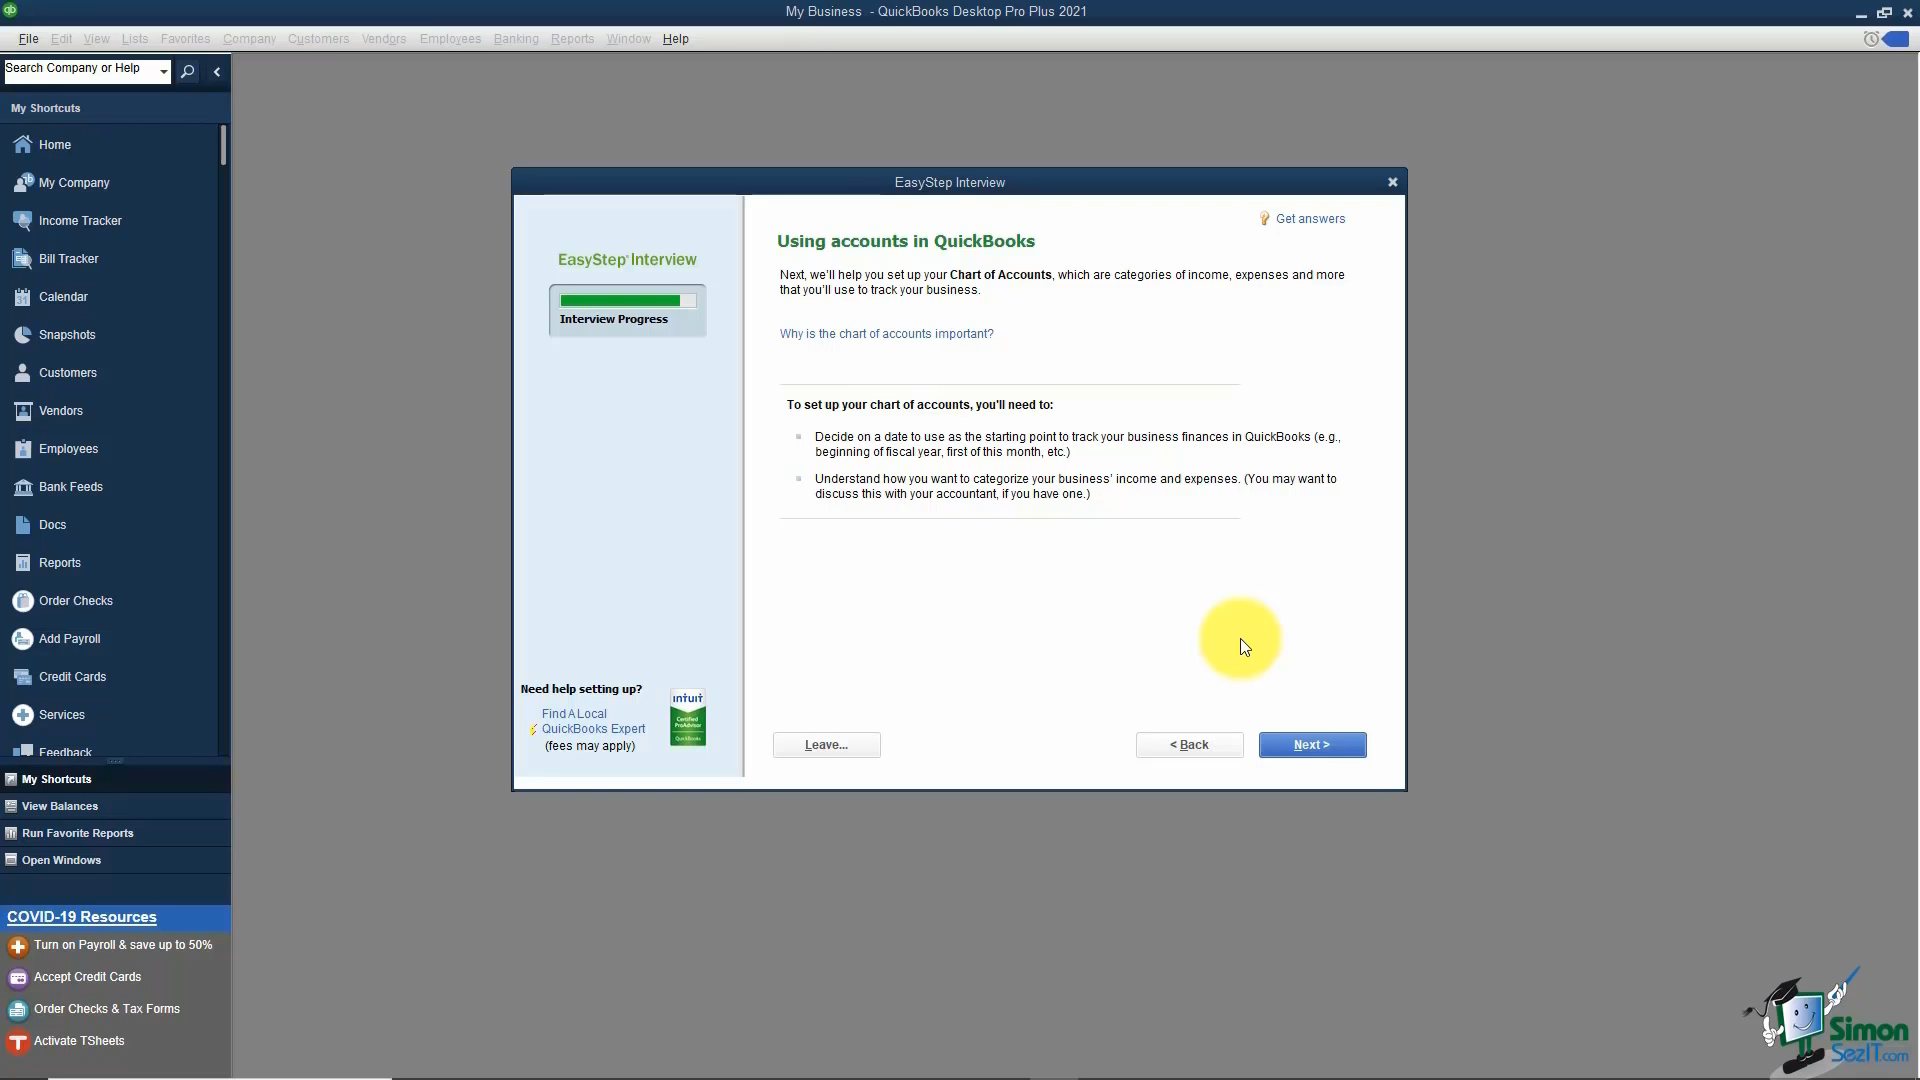 My Business - QuickBooks Desktop Pro Plus 2021
File Edit View Lists Favorites Company Customers Vendors Employees Banking Reports Window Help
Search Company or Help
My Shortcuts
Home
My Company
Income Tracker
Bill Tracker
31
Calendar
Snapshots
Customers
Vendors
Employees
Bank Feeds
Docs
Reports
Order Checks
Add Payroll
Credit Cards
Services
Feedback
My Shortcuts
View Balances
Run Favorite Reports
Open Windows
COVID-19 Resources
Turn on Payroll & save up to 50%
Accept Credit Cards
Order Checks & Tax Forms
Activate TSheets
EasyStep Interview
EasyStep Interview
Interview Progress
Need help setting up?
Find A Local
QuickBooks Expert
(fees may apply)
intuit
Certified
ProAdvisor
QuickBooks
Get answers
Using accounts in QuickBooks
Next, we'll help you set up your Chart of Accounts, which are categories of income, expenses and more
that you'll use to track your business.
Why is the chart of accounts important?
To set up your chart of accounts, you'll need to:
Decide on a date to use as the starting point to track your business finances in QuickBooks (e.g.,
beginning of fiscal year, first of this month, etc.)
Understand how you want to categorize your business' income and expenses. (You may want to
discuss this with your accountant, if you have one.)
Leave...
< Back
Next >
Simon
SezIT.com